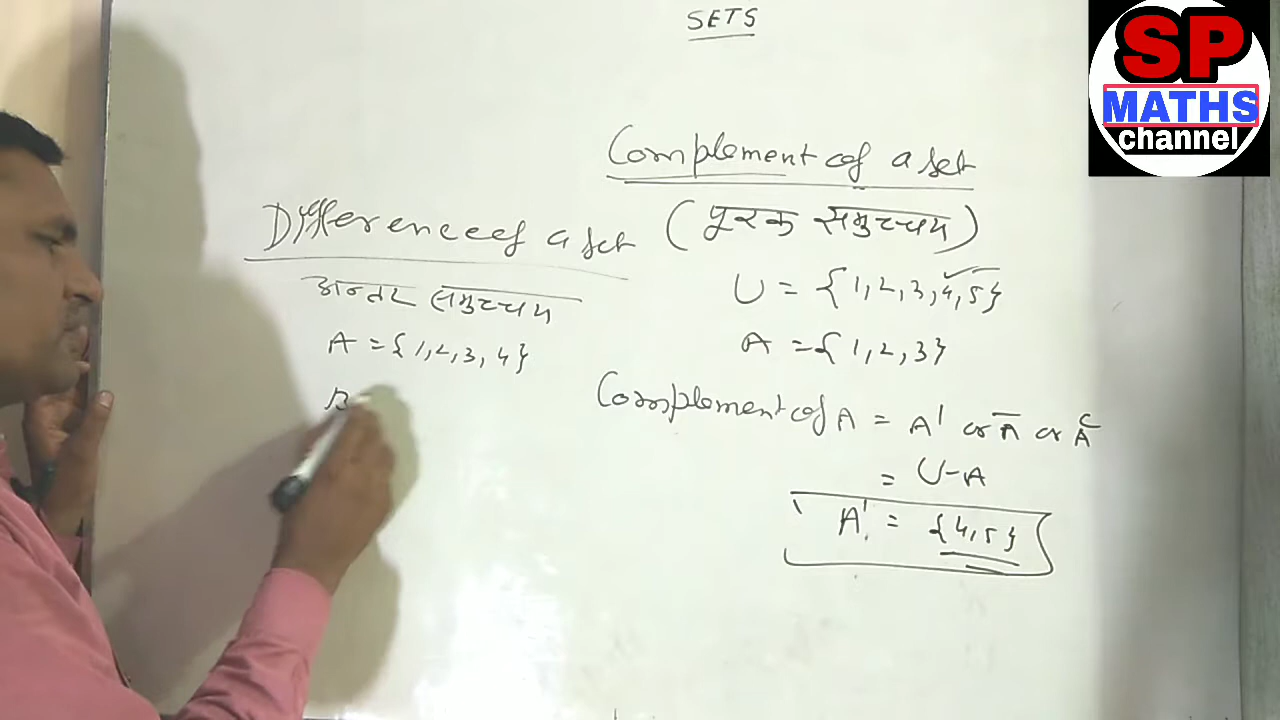 SETS
SP
MATHS
channel
Complement of a set
(पूरक समुच्चय)
U = {1, 2, 3, 4, 5}
A = {1, 2, 3}
Complement of A = A' or Ā or Aᶜ
= U-A
A' = {4, 5}
Difference of a set
अन्तर समुच्चय
A = {1, 2, 3, 4}
B